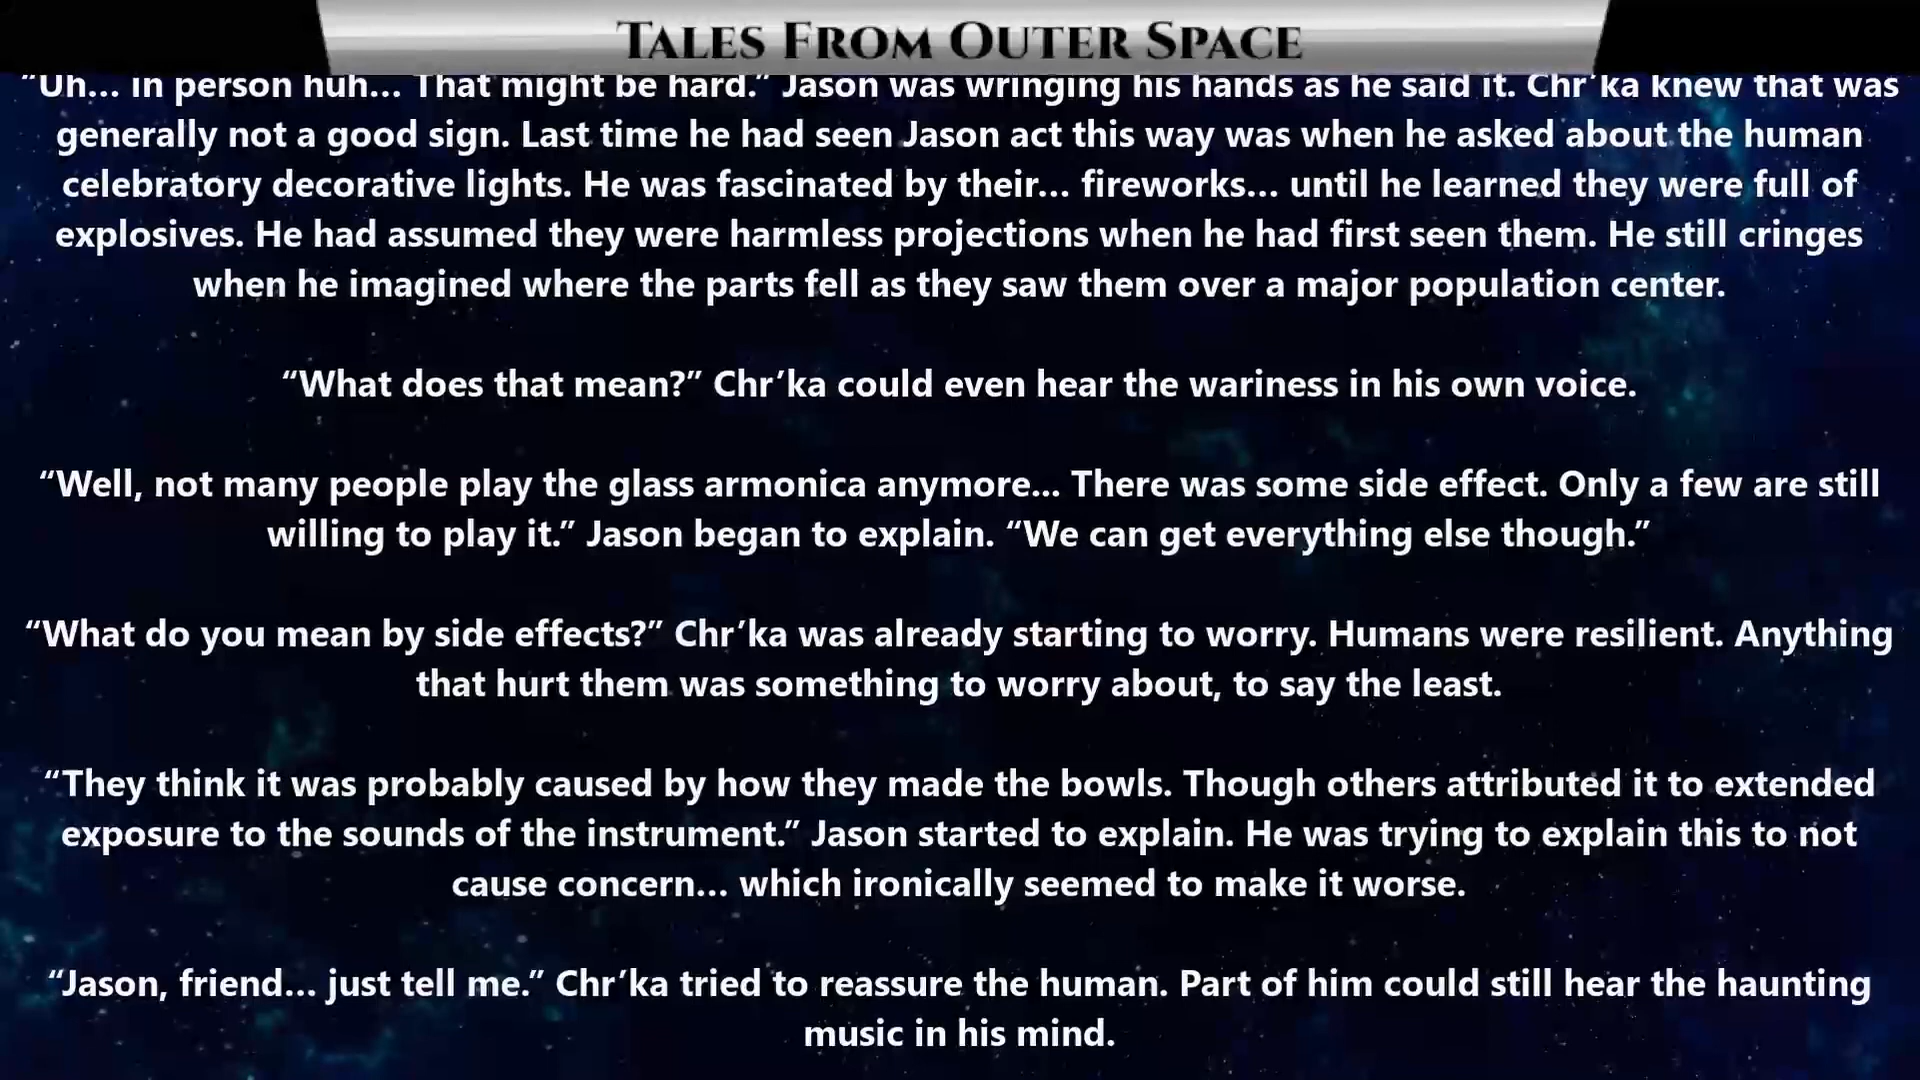 Tales From Outer Space
“Uh... in person huh... That might be hard.” Jason was wringing his hands as he said it. Chr’ka knew that was
generally not a good sign. Last time he had seen Jason act this way was when he asked about the human
celebratory decorative lights. He was fascinated by their... fireworks... until he learned they were full of
explosives. He had assumed they were harmless projections when he had first seen them. He still cringes
when he imagined where the parts fell as they saw them over a major population center.
“What does that mean?” Chr’ka could even hear the wariness in his own voice.
“Well, not many people play the glass armonica anymore... There was some side effect. Only a few are still
willing to play it.” Jason began to explain. “We can get everything else though.”
“What do you mean by side effects?” Chr’ka was already starting to worry. Humans were resilient. Anything
that hurt them was something to worry about, to say the least.
“They think it was probably caused by how they made the bowls. Though others attributed it to extended
exposure to the sounds of the instrument.” Jason started to explain. He was trying to explain this to not
cause concern... which ironically seemed to make it worse.
“Jason, friend... just tell me.” Chr’ka tried to reassure the human. Part of him could still hear the haunting
music in his mind.